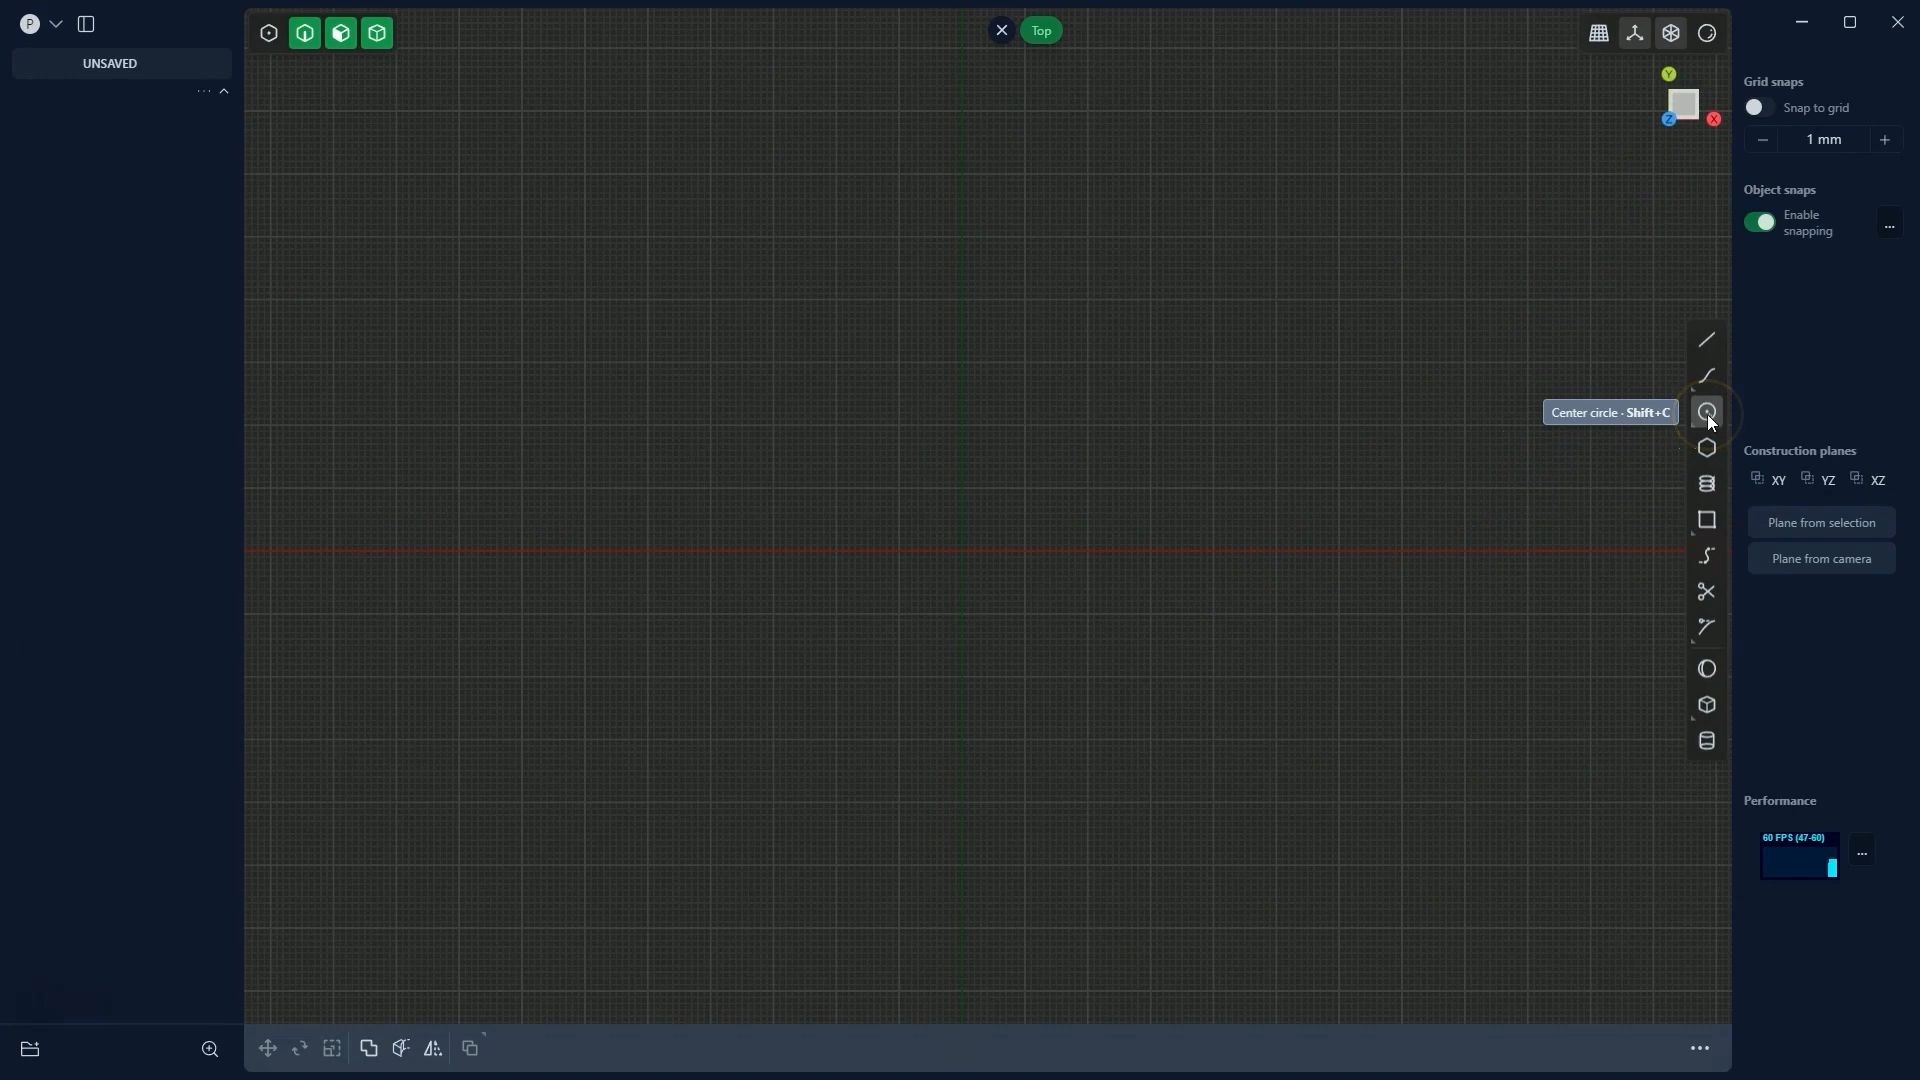 P
UNSAVED
Top
Y
Z
X
Grid snaps
Snap to grid
1 mm
Object snaps
Enable
snapping
...
Center circle · Shift+C
Construction planes
XY
YZ
XZ
Plane from selection
Plane from camera
Performance
60 FPS (47-60)
...